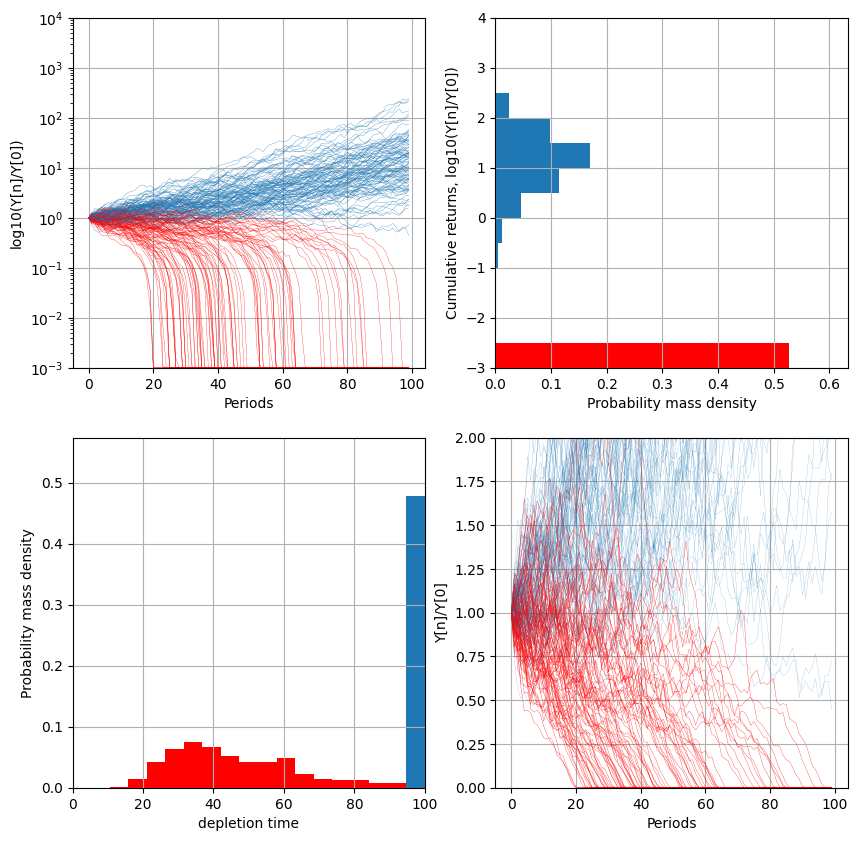 10^4
10^3
10^2
10^1
10^0
10^-1
10^-2
10^-3
log10(Y[n]/Y[0])
0 20 40 60 80 100
Periods
4
3
2
1
0
−1
−2
−3
Cumulative returns, log10(Y[n]/Y[0])
0.0 0.1 0.2 0.3 0.4 0.5 0.6
Probability mass density
0.5
0.4
0.3
0.2
0.1
0.0
Probability mass density
0 20 40 60 80 100
depletion time
2.00
1.75
1.50
1.25
1.00
0.75
0.50
0.25
0.00
Y[n]/Y[0]
0 20 40 60 80 100
Periods